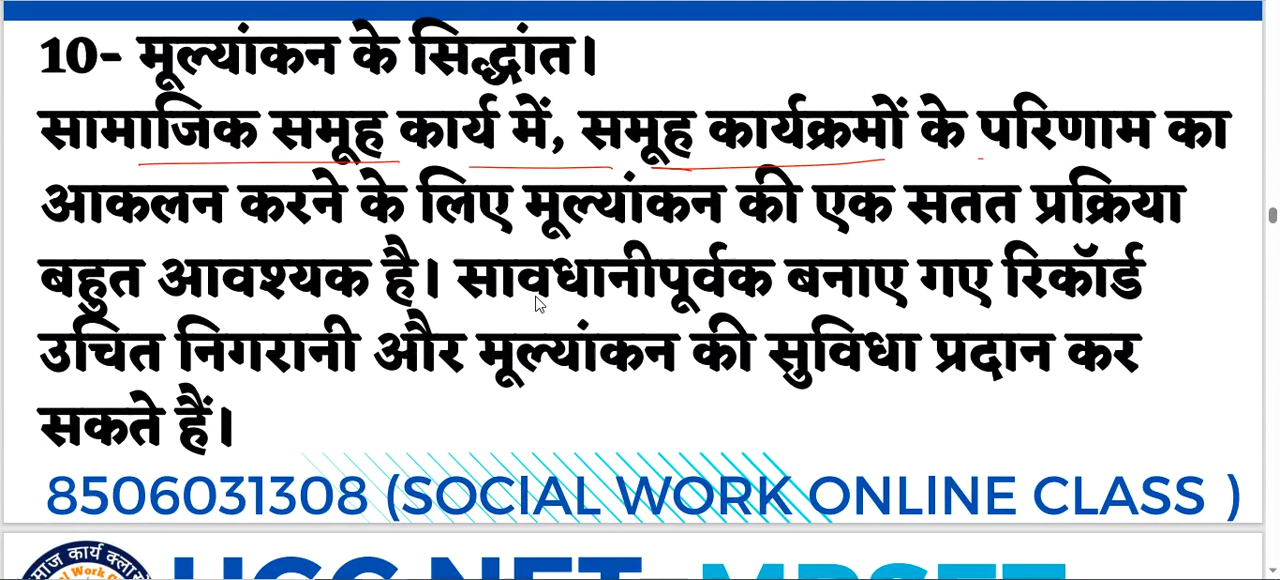 10- मूल्यांकन के सिद्धांत।
सामाजिक समूह कार्य में, समूह कार्यक्रमों के परिणाम का
आकलन करने के लिए मूल्यांकन की एक सतत प्रक्रिया
बहुत आवश्यक है। सावधानीपूर्वक बनाए गए रिकॉर्ड
उचित निगरानी और मूल्यांकन की सुविधा प्रदान कर
सकते हैं।
8506031308 (SOCIAL WORK ONLINE CLASS )